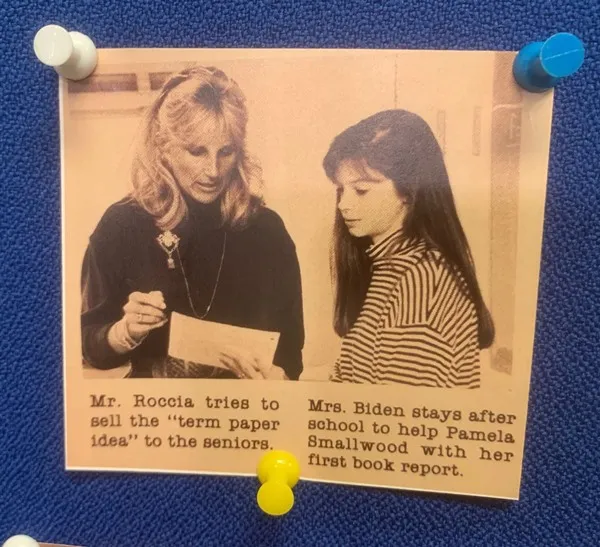 Mr. Roccia tries to
sell the “term paper
idea” to the seniors.
Mrs. Biden stays after
school to help Pamela
Smallwood with her
first book report.